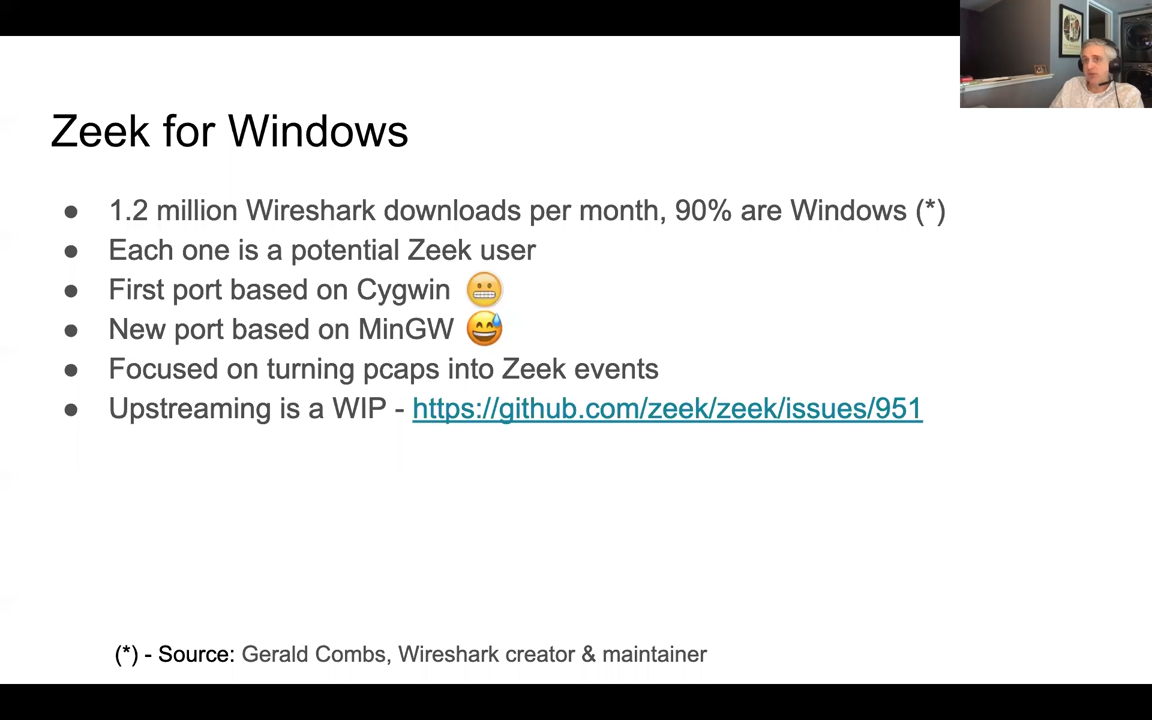 Zeek for Windows
● 1.2 million Wireshark downloads per month, 90% are Windows (*)
● Each one is a potential Zeek user
● First port based on Cygwin 😬
● New port based on MinGW 😅
● Focused on turning pcaps into Zeek events
● Upstreaming is a WIP - https://github.com/zeek/zeek/issues/951
(*) - Source: Gerald Combs, Wireshark creator & maintainer